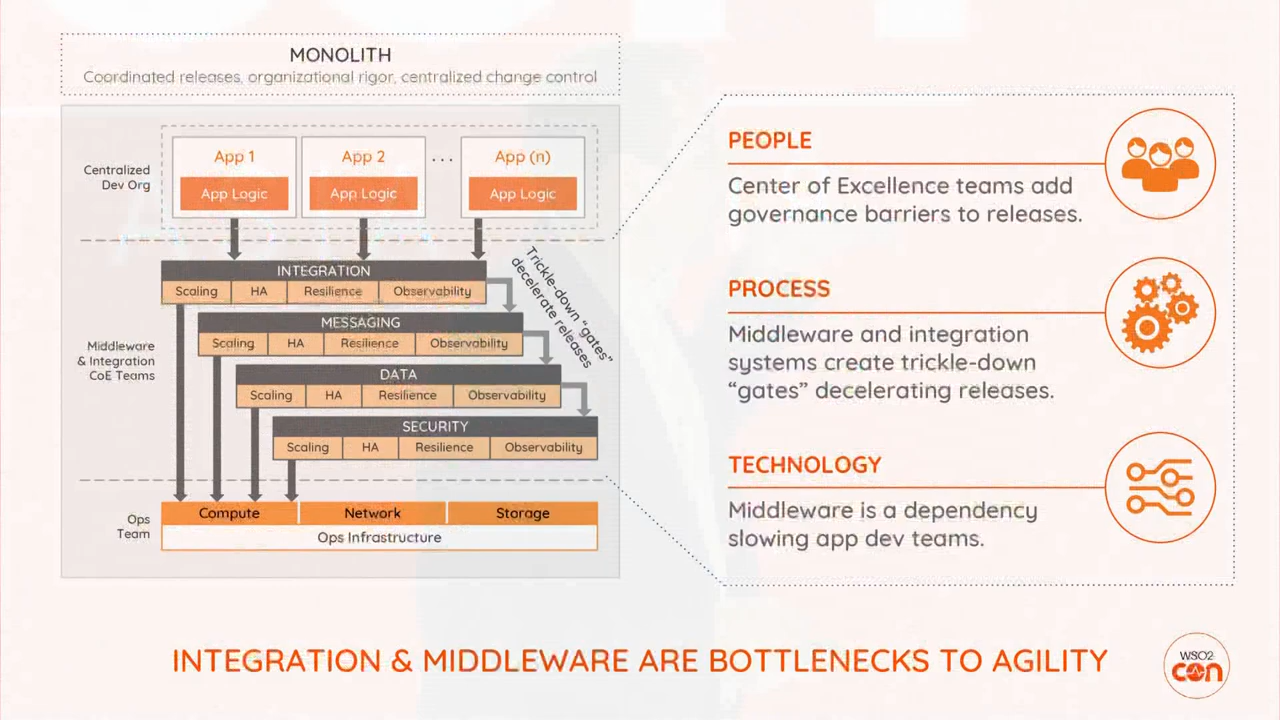 MONOLITH
Coordinated releases, organizational rigor, centralized change control
Centralized
Dev Org
App 1
App Logic
App 2
App Logic
...
App (n)
App Logic
Trickle-down “gates”
decelerate releases
Middleware
& Integration
CoE Teams
INTEGRATION
Scaling HA Resilience Observability
MESSAGING
Scaling HA Resilience Observability
DATA
Scaling HA Resilience Observability
SECURITY
Scaling HA Resilience Observability
Ops
Team
Compute Network Storage
Ops Infrastructure
PEOPLE
Center of Excellence teams add
governance barriers to releases.
PROCESS
Middleware and integration
systems create trickle-down
“gates” decelerating releases.
TECHNOLOGY
Middleware is a dependency
slowing app dev teams.
INTEGRATION & MIDDLEWARE ARE BOTTLENECKS TO AGILITY
WSO2
con